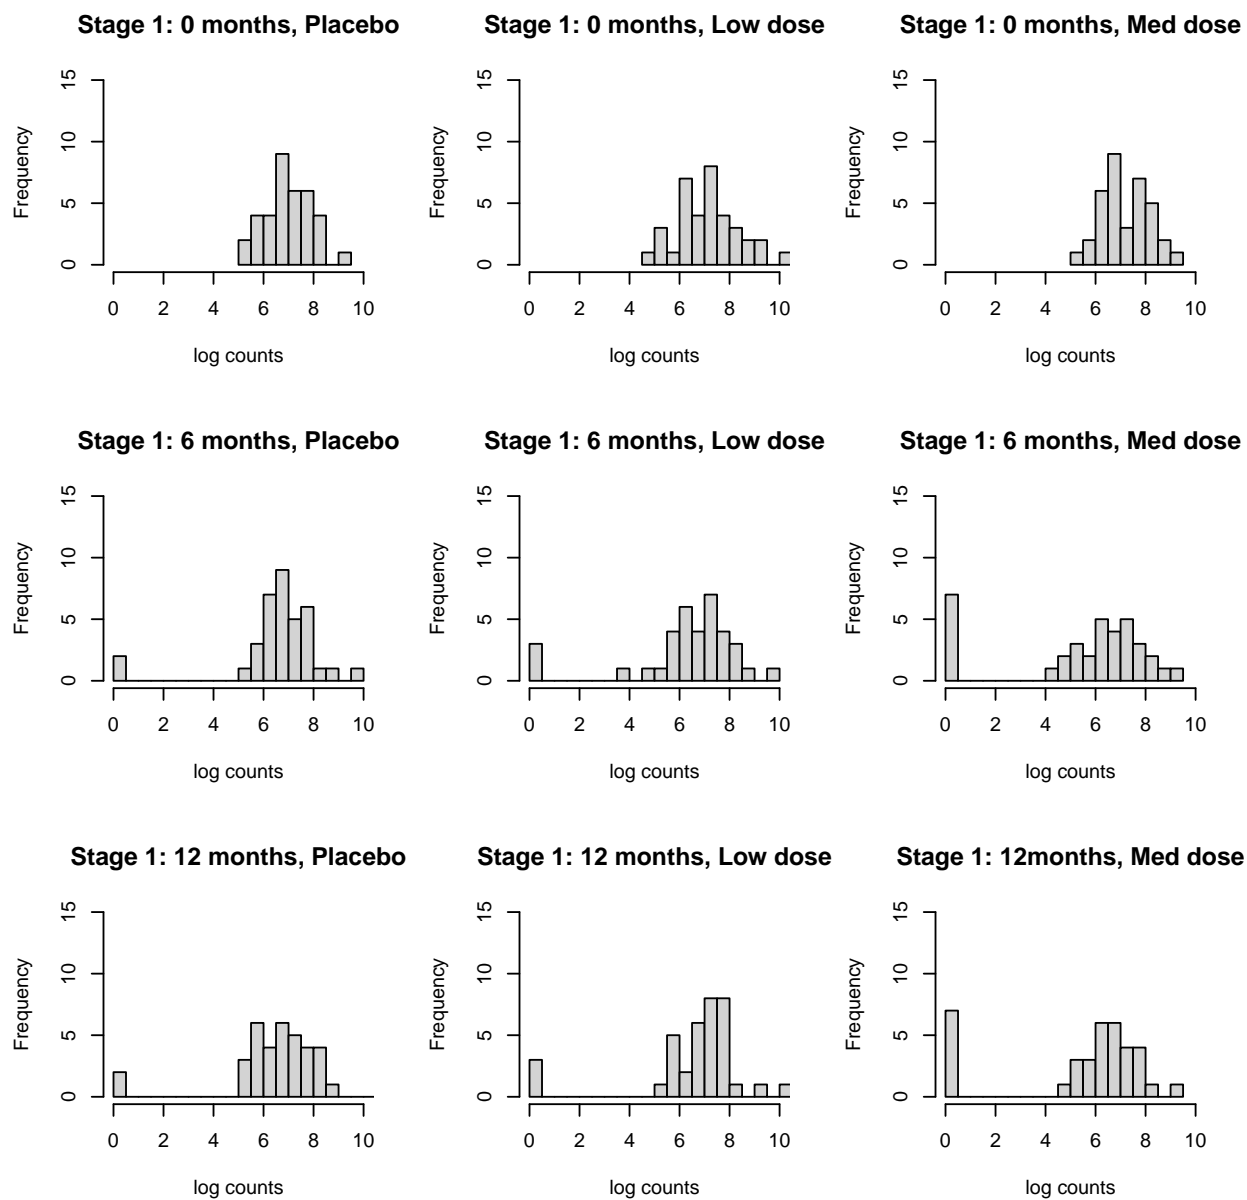 Stage 1: 0 months, Placebo
Frequency
15
10
5
0
0 2 4 6 8 10
log counts
Stage 1: 0 months, Low dose
Frequency
15
10
5
0
0 2 4 6 8 10
log counts
Stage 1: 0 months, Med dose
Frequency
15
10
5
0
0 2 4 6 8 10
log counts
Stage 1: 6 months, Placebo
Frequency
15
10
5
0
0 2 4 6 8 10
log counts
Stage 1: 6 months, Low dose
Frequency
15
10
5
0
0 2 4 6 8 10
log counts
Stage 1: 6 months, Med dose
Frequency
15
10
5
0
0 2 4 6 8 10
log counts
Stage 1: 12 months, Placebo
Frequency
15
10
5
0
0 2 4 6 8 10
log counts
Stage 1: 12 months, Low dose
Frequency
15
10
5
0
0 2 4 6 8 10
log counts
Stage 1: 12months, Med dose
Frequency
15
10
5
0
0 2 4 6 8 10
log counts